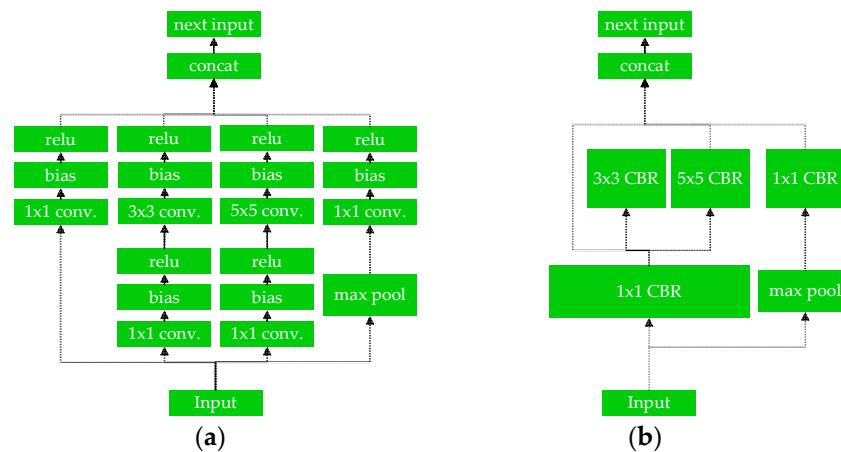 next input
concat
relu
relu
relu
relu
bias
bias
bias
bias
1x1 conv.
3x3 conv.
5x5 conv.
1x1 conv.
relu
relu
bias
bias
max pool
1x1 conv.
1x1 conv.
Input
(a)
next input
concat
3x3 CBR
5x5 CBR
1x1 CBR
1x1 CBR
max pool
Input
(b)